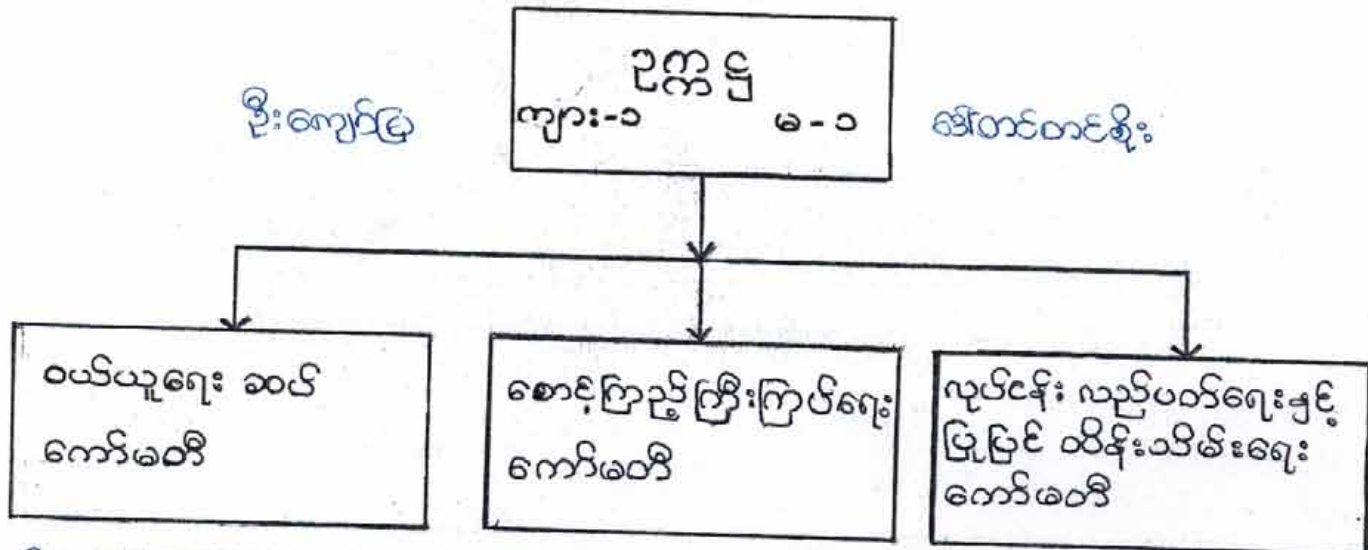 ဥက္ကဋ္ဌ
ဦးကျော်မြ ကျား-၁ မ-၁ ဒေါ်တင်တင်စိုး
ဝယ်ယူရေး ဆပ်
ကော်မတီ
စောင့်ကြည့်ကြီးကြပ်ရေး
ကော်မတီ
လုပ်ငန်း လည်ပတ်ရေးနှင့်
ပြုပြင် ထိန်းသိမ်းရေး
ကော်မတီ